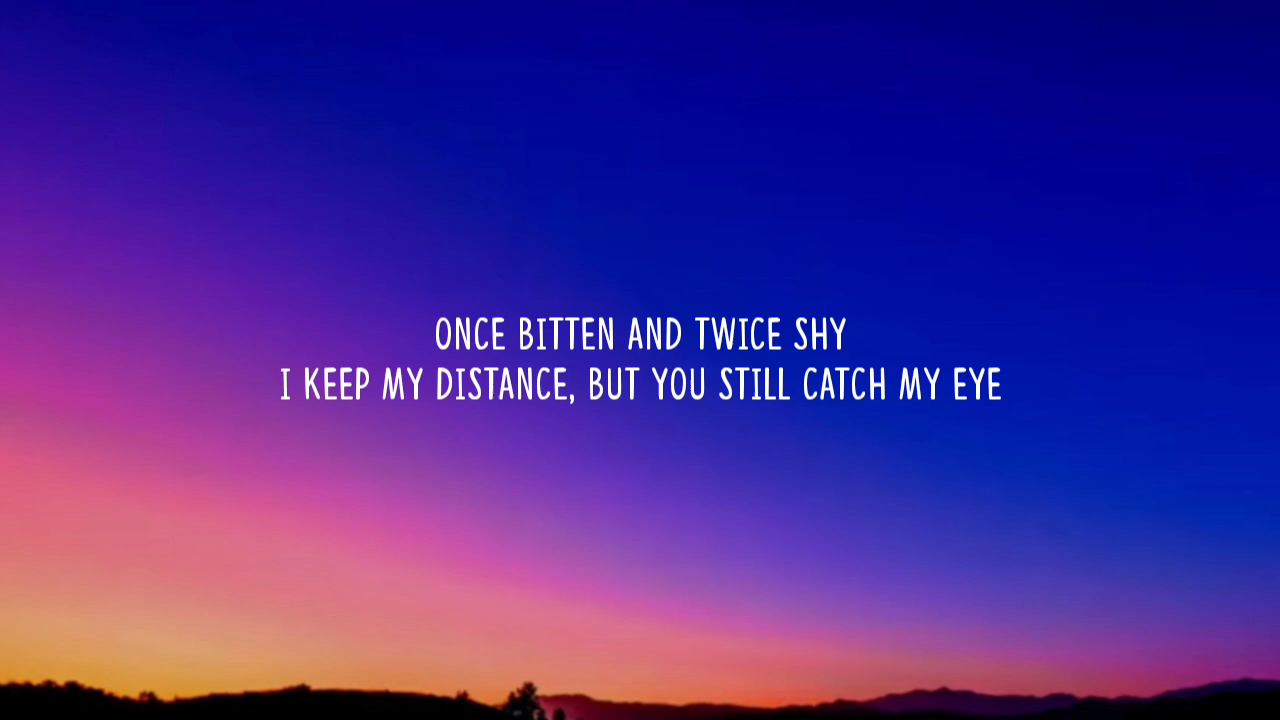 ONCE BITTEN AND TWICE SHY
I KEEP MY DISTANCE, BUT YOU STILL CATCH MY EYE